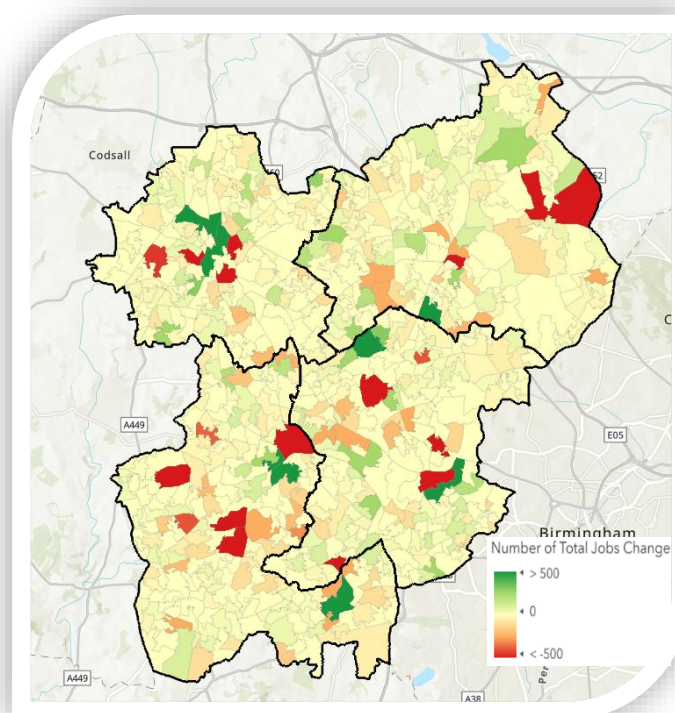 Codsall
A449
E05
Birmingham
Number of Total Jobs Change
> 500
0
< -500
A449
A38